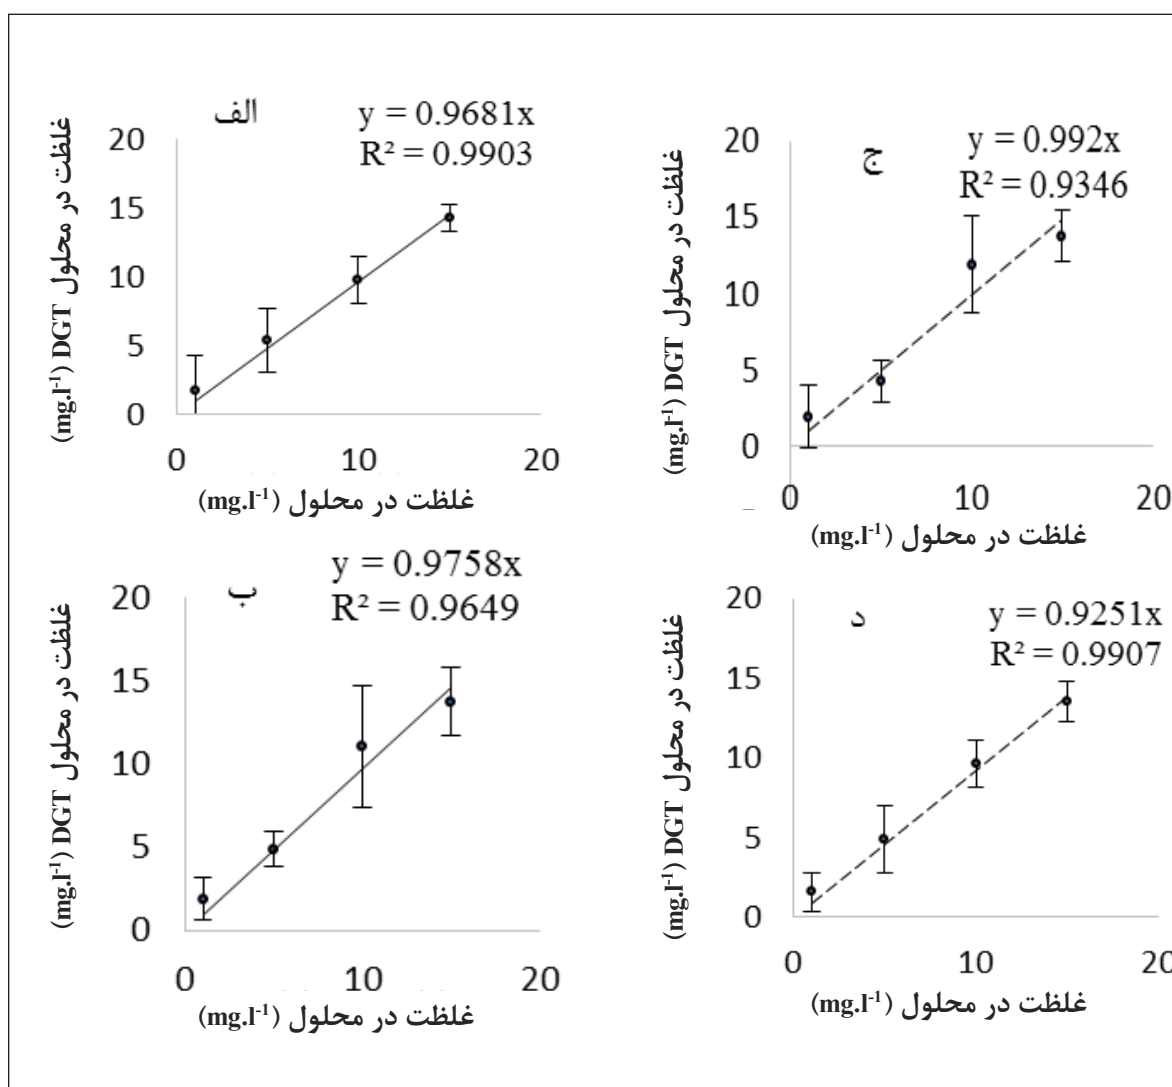 الف
y = 0.9681x
R² = 0.9903
غلظت در محلول DGT (mg.l⁻¹)
20
15
10
5
0
0 10 20
غلظت در محلول (mg.l⁻¹)
ج
y = 0.992x
R² = 0.9346
غلظت در محلول DGT (mg.l⁻¹)
20
15
10
5
0
0 10 20
غلظت در محلول (mg.l⁻¹)
ب
y = 0.9758x
R² = 0.9649
غلظت در محلول DGT (mg.l⁻¹)
20
15
10
5
0
0 10 20
غلظت در محلول (mg.l⁻¹)
د
y = 0.9251x
R² = 0.9907
غلظت در محلول DGT (mg.l⁻¹)
20
15
10
5
0
0 10 20
غلظت در محلول (mg.l⁻¹)